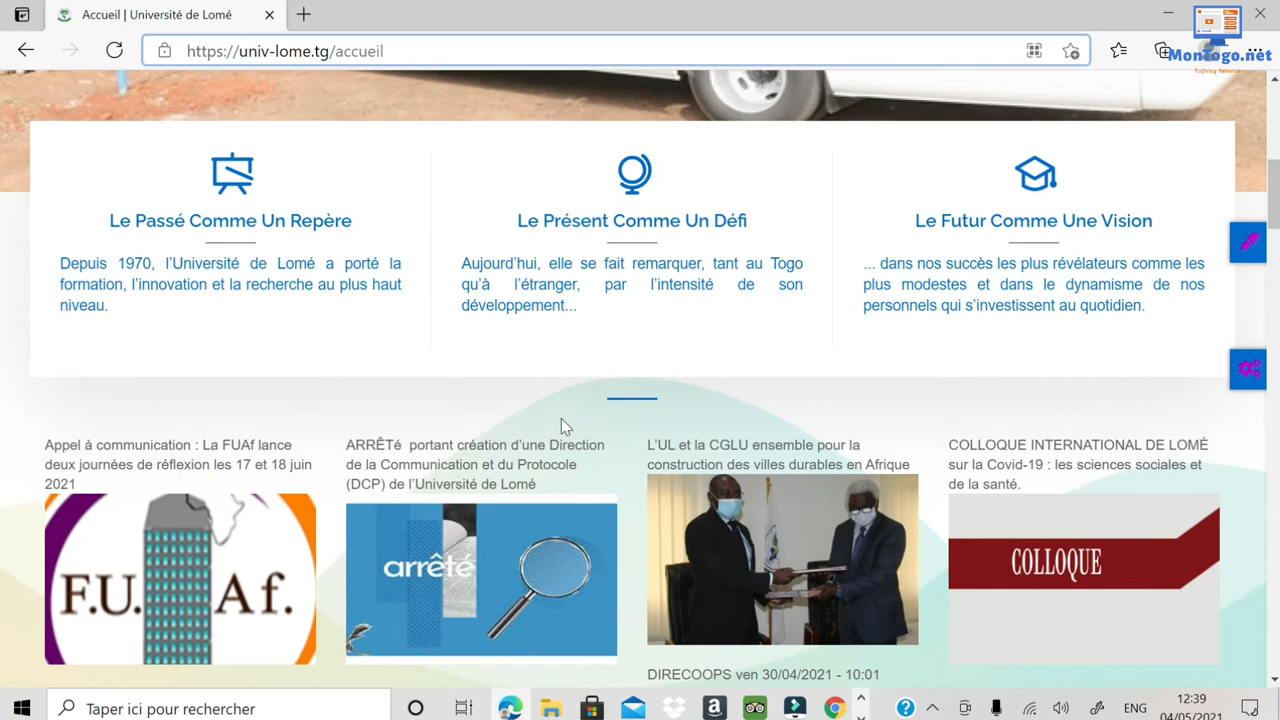 Accueil | Université de Lomé
https://univ-lome.tg/accueil
MonTogo.net
Le Passé Comme Un Repère
Depuis 1970, l’Université de Lomé a porté la
formation, l’innovation et la recherche au plus haut
niveau.
Le Présent Comme Un Défi
Aujourd’hui, elle se fait remarquer, tant au Togo
qu’à l’étranger, par l’intensité de son
développement...
Le Futur Comme Une Vision
... dans nos succès les plus révélateurs comme les
plus modestes et dans le dynamisme de nos
personnels qui s’investissent au quotidien.
Appel à communication : La FUAf lance
deux journées de réflexion les 17 et 18 juin
2021
F.U. Af.
ARRÊTé portant création d’une Direction
de la Communication et du Protocole
(DCP) de l’Université de Lomé
arrêté
L’UL et la CGLU ensemble pour la
construction des villes durables en Afrique
DIRECOOPS ven 30/04/2021 - 10:01
COLLOQUE INTERNATIONAL DE LOMÉ
sur la Covid-19 : les sciences sociales et
de la santé.
COLLOQUE
Taper ici pour rechercher
ENG
12:39
04/05/2021